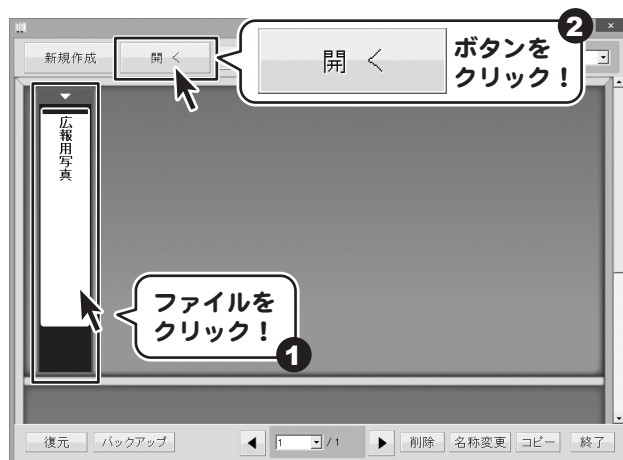 新規作成
開 く
開 く
ボタンを
クリック！
2
広報用写真
ファイルを
クリック！
1
復元
バックアップ
1
/ 1
削除
名称変更
コピー
終了